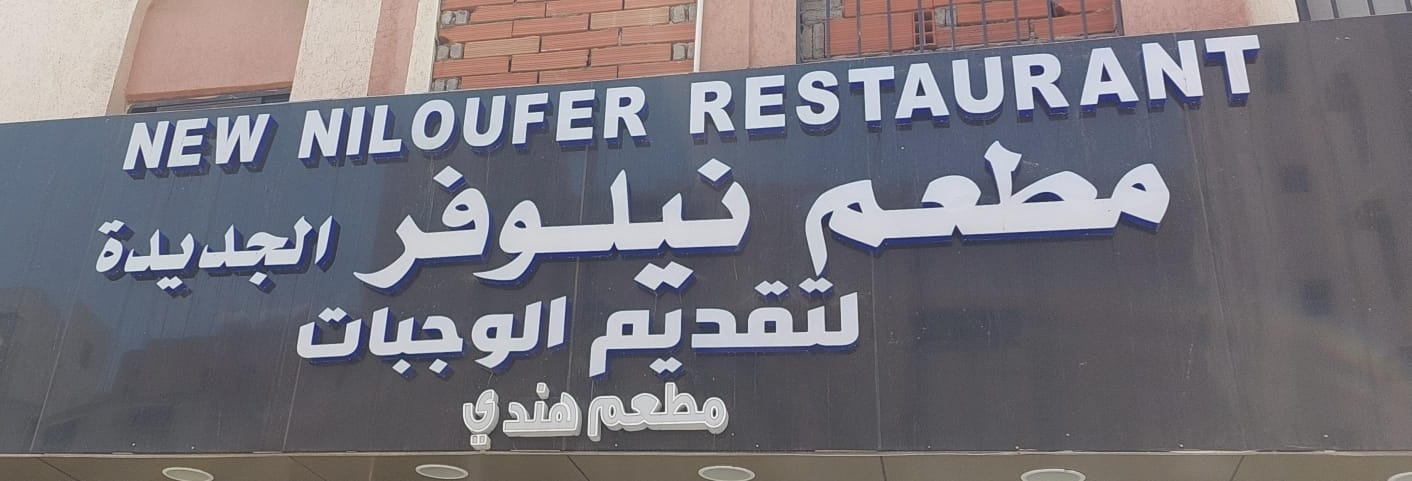 NEW NILOUFER RESTAURANT
مطعم نيلوفر الجديدة
لتقديم الوجبات
مطعم هندي